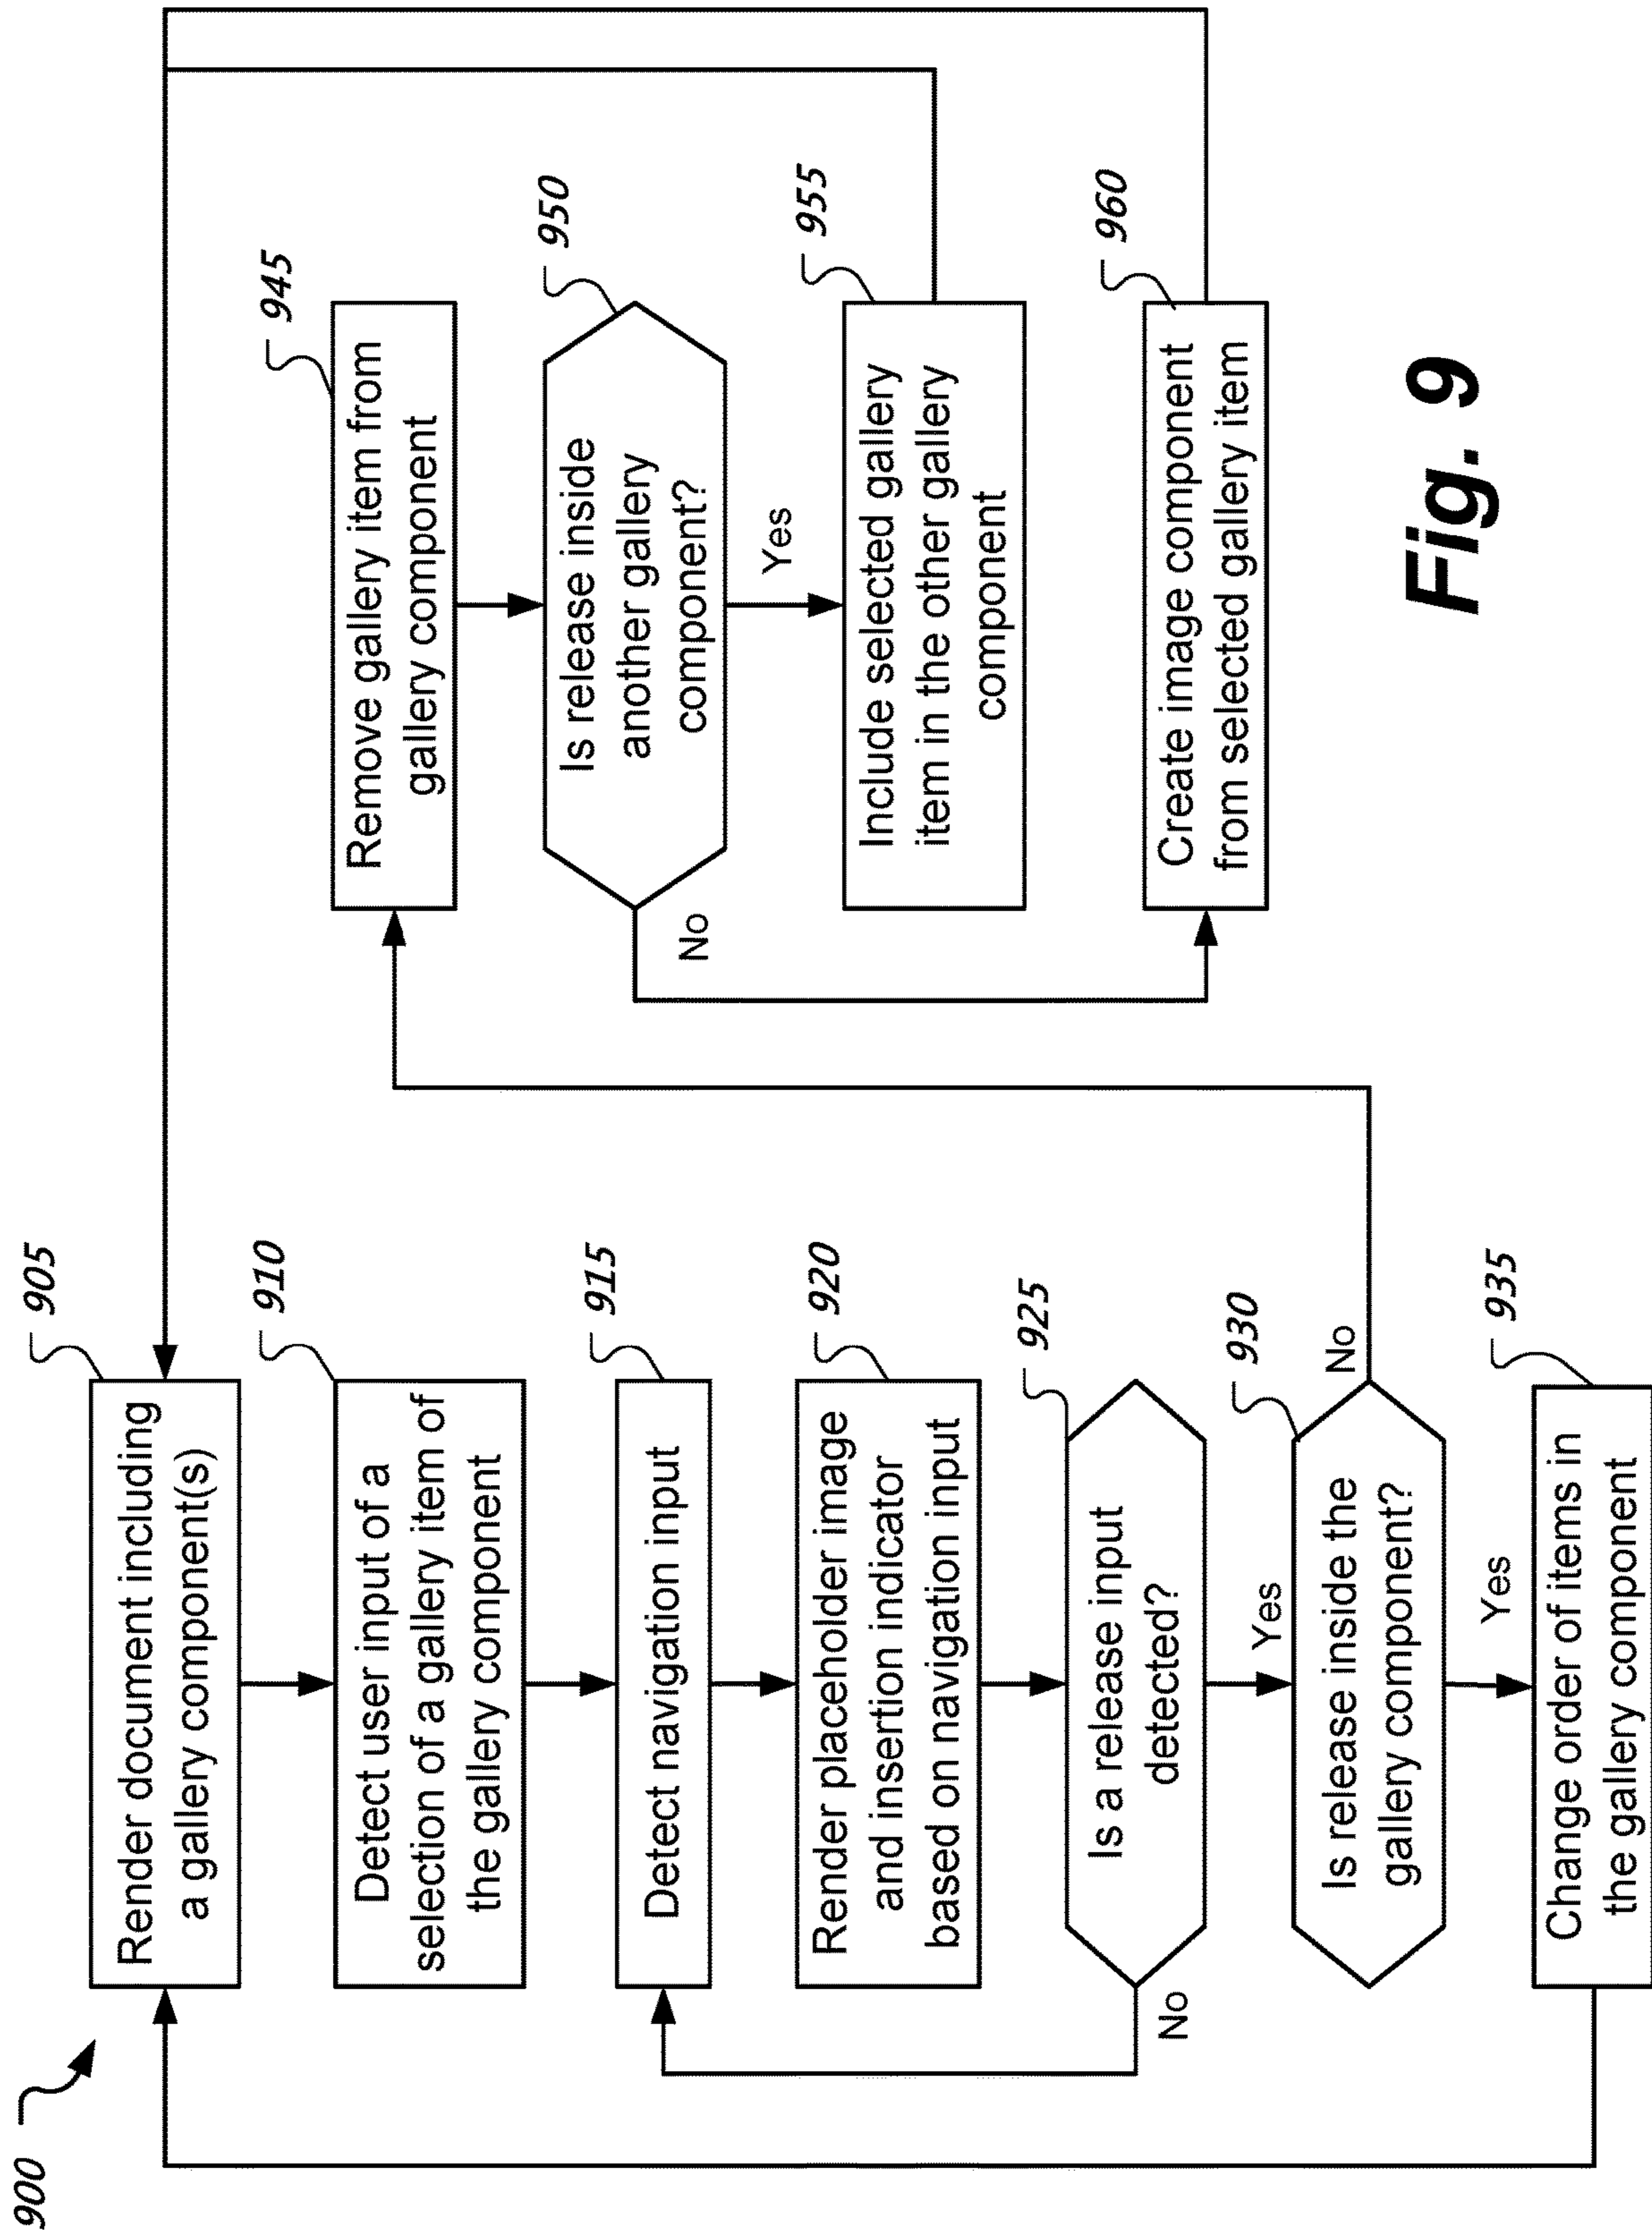 900
905
Render document including
a gallery component(s)
910
Detect user input of a
selection of a gallery item of
the gallery component
915
Detect navigation input
920
Render placeholder image
and insertion indicator
based on navigation input
925
Is a release input
detected?
No
Yes
930
Is release inside the
gallery component?
No
Yes
935
Change order of items in
the gallery component
945
Remove gallery item from
gallery component
950
Is release inside
another gallery
component?
No
Yes
955
Include selected gallery
item in the other gallery
component
960
Create image component
from selected gallery item
Fig. 9